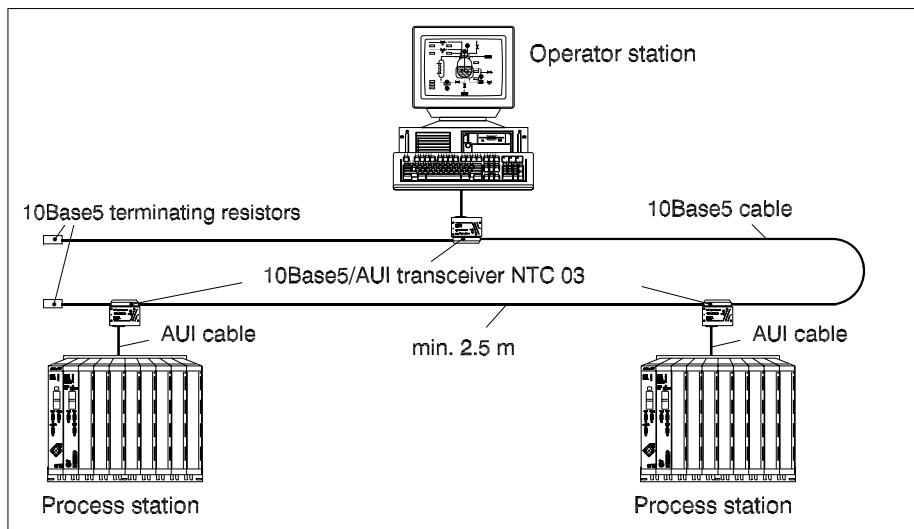 Operator station
10Base5 terminating resistors
10Base5 cable
10Base5/AUI transceiver NTC 03
AUI cable
min. 2.5 m
AUI cable
Process station
Process station